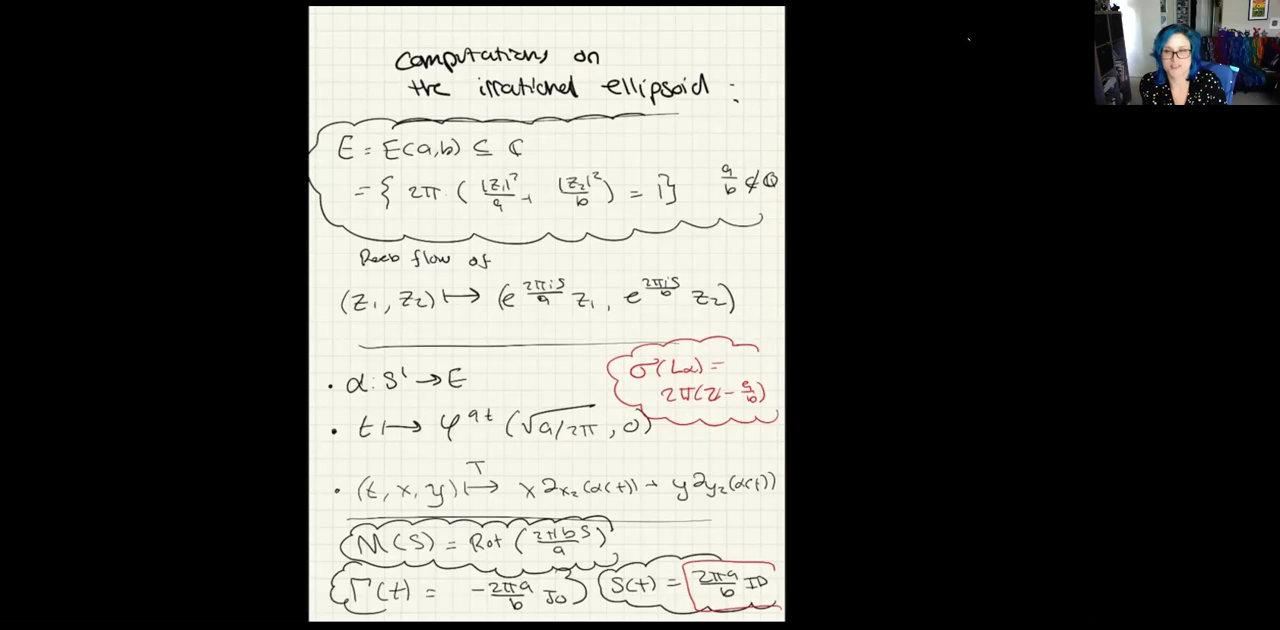 computations on
the irrational ellipsoid :
E = E(a,b) ⊆ ℂ
= { 2π ( |z₁|²/a + |z₂|²/b ) = 1 } a/b ∉ ℚ
Reeb flow of
(z₁, z₂) ↦ (e^{2πis/a} z₁, e^{2πis/b} z₂)
σ(Lα) =
2π(ℤ - a/b)
• α: S¹ → E
• t ↦ φ^{at} (√a/2π, 0)
• (t, x, y) ↦^T x∂x₂(α(t)) + y∂y₂(α(t))
M(S) = Rot (2πbs/a)
Γ(t) = -2πa/b J₀ S(t) = 2πa/b ID